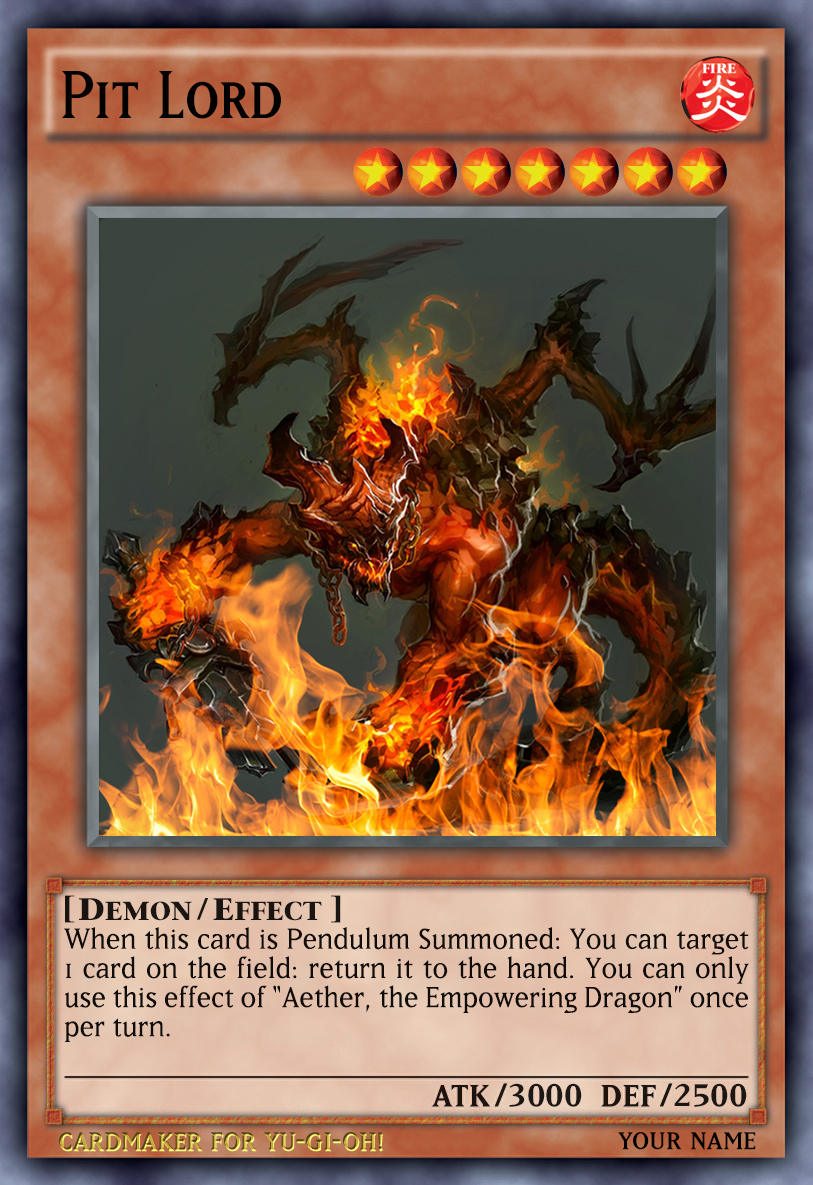 Pit Lord
FIRE
炎
[ Demon/Effect ]
When this card is Pendulum Summoned: You can target
1 card on the field: return it to the hand. You can only
use this effect of "Aether, the Empowering Dragon" once
per turn.
ATK/3000 DEF/2500
CARDMAKER FOR YU-GI-OH!
YOUR NAME